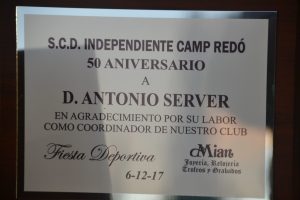 S.C.D. INDEPENDIENTE CAMP REDÓ
50 ANIVERSARIO
A
D. ANTONIO SERVER
EN AGRADECIMIENTO POR SU LABOR
COMO COORDINADOR DE NUESTRO CLUB
Fiesta Deportiva
6-12-17
Mian
Joyería, Relojería
Trofeos y Grabados